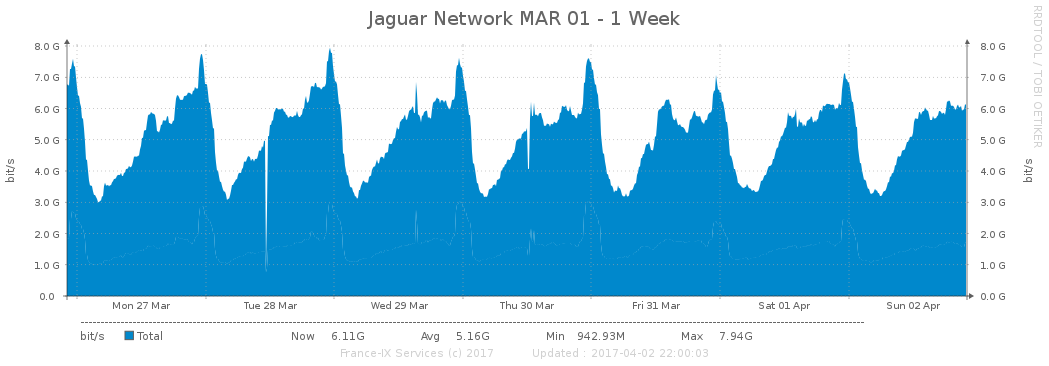 Jaguar Network MAR 01 - 1 Week
RRDTOOL / TOBI OETIKER
8.0 G 8.0 G
7.0 G 7.0 G
6.0 G 6.0 G
5.0 G 5.0 G
4.0 G 4.0 G
3.0 G 3.0 G
2.0 G 2.0 G
1.0 G 1.0 G
0.0 0.0 G
bit/s bit/s
Mon 27 Mar Tue 28 Mar Wed 29 Mar Thu 30 Mar Fri 31 Mar Sat 01 Apr Sun 02 Apr
bit/s Total Now 6.11G Avg 5.16G Min 942.93M Max 7.94G
France-IX Services (c) 2017 Updated : 2017-04-02 22:00:03